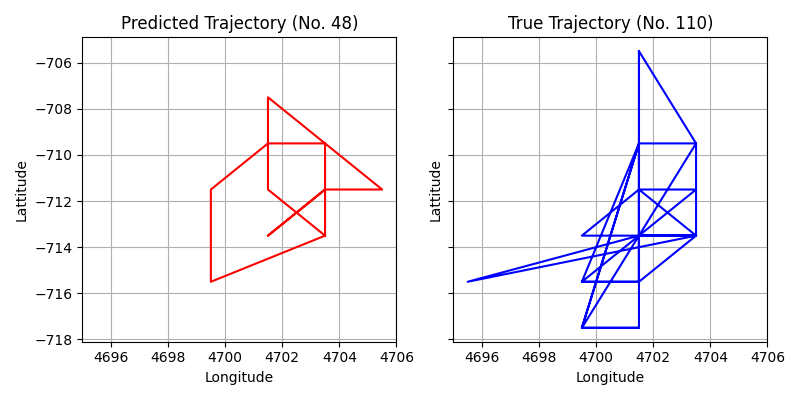 Predicted Trajectory (No. 48)
True Trajectory (No. 110)
−706
−708
−710
−712
−714
−716
−718
Lattitude
Lattitude
4696 4698 4700 4702 4704 4706
4696 4698 4700 4702 4704 4706
Longitude
Longitude